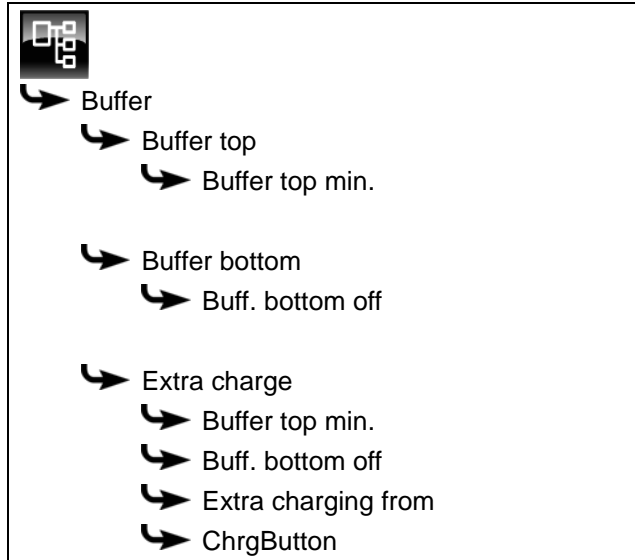 Buffer
Buffer top
Buffer top min.
Buffer bottom
Buff. bottom off
Extra charge
Buffer top min.
Buff. bottom off
Extra charging from
ChrgButton